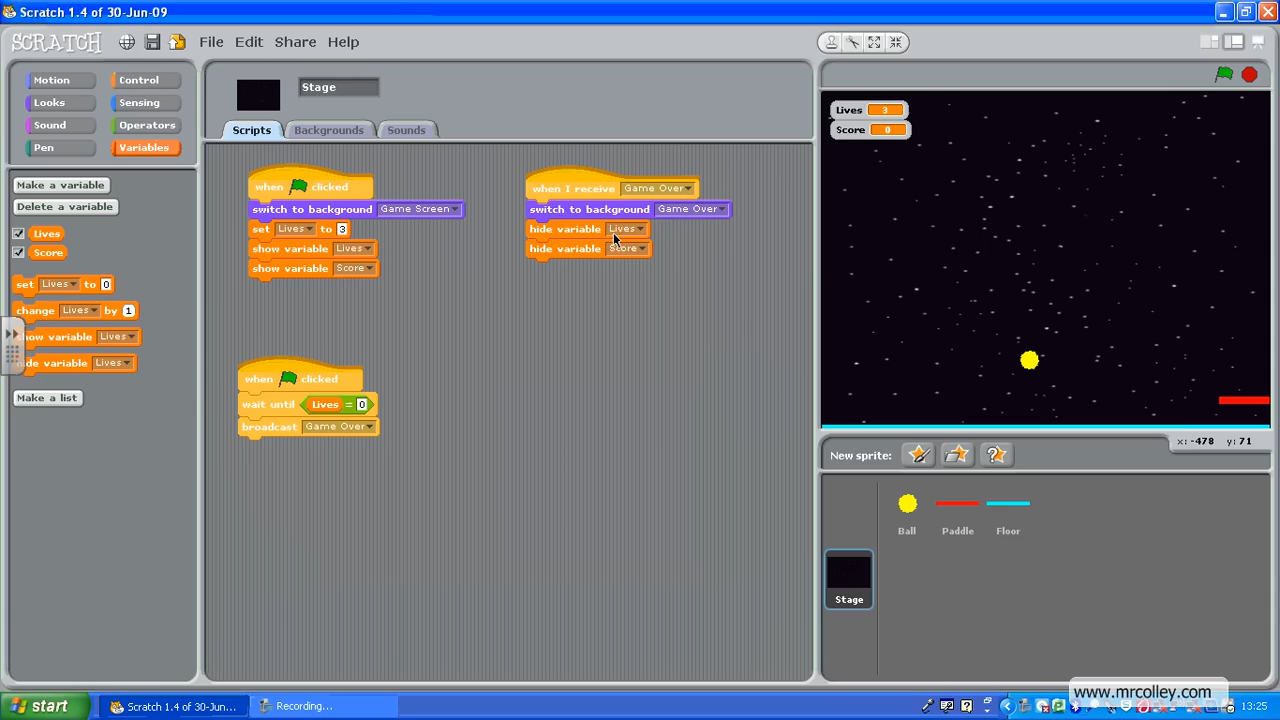 Scratch 1.4 of 30-Jun-09
SCRATCH File Edit Share Help
Motion Control
Looks Sensing
Sound Operators
Pen Variables
Make a variable
Delete a variable
Lives
Score
set Lives to 0
change Lives by 1
show variable Lives
hide variable Lives
Make a list
Stage
Scripts Backgrounds Sounds
when clicked
switch to background Game Screen
set Lives to 3
show variable Lives
show variable Score
when I receive Game Over
switch to background Game Over
hide variable Lives
hide variable Score
when clicked
wait until Lives = 0
broadcast Game Over
Lives 3
Score 0
x: -478 y: 71
New sprite:
Ball Paddle Floor
Stage
www.mrcolley.com
start Scratch 1.4 of 30-Jun... Recording... 13:25